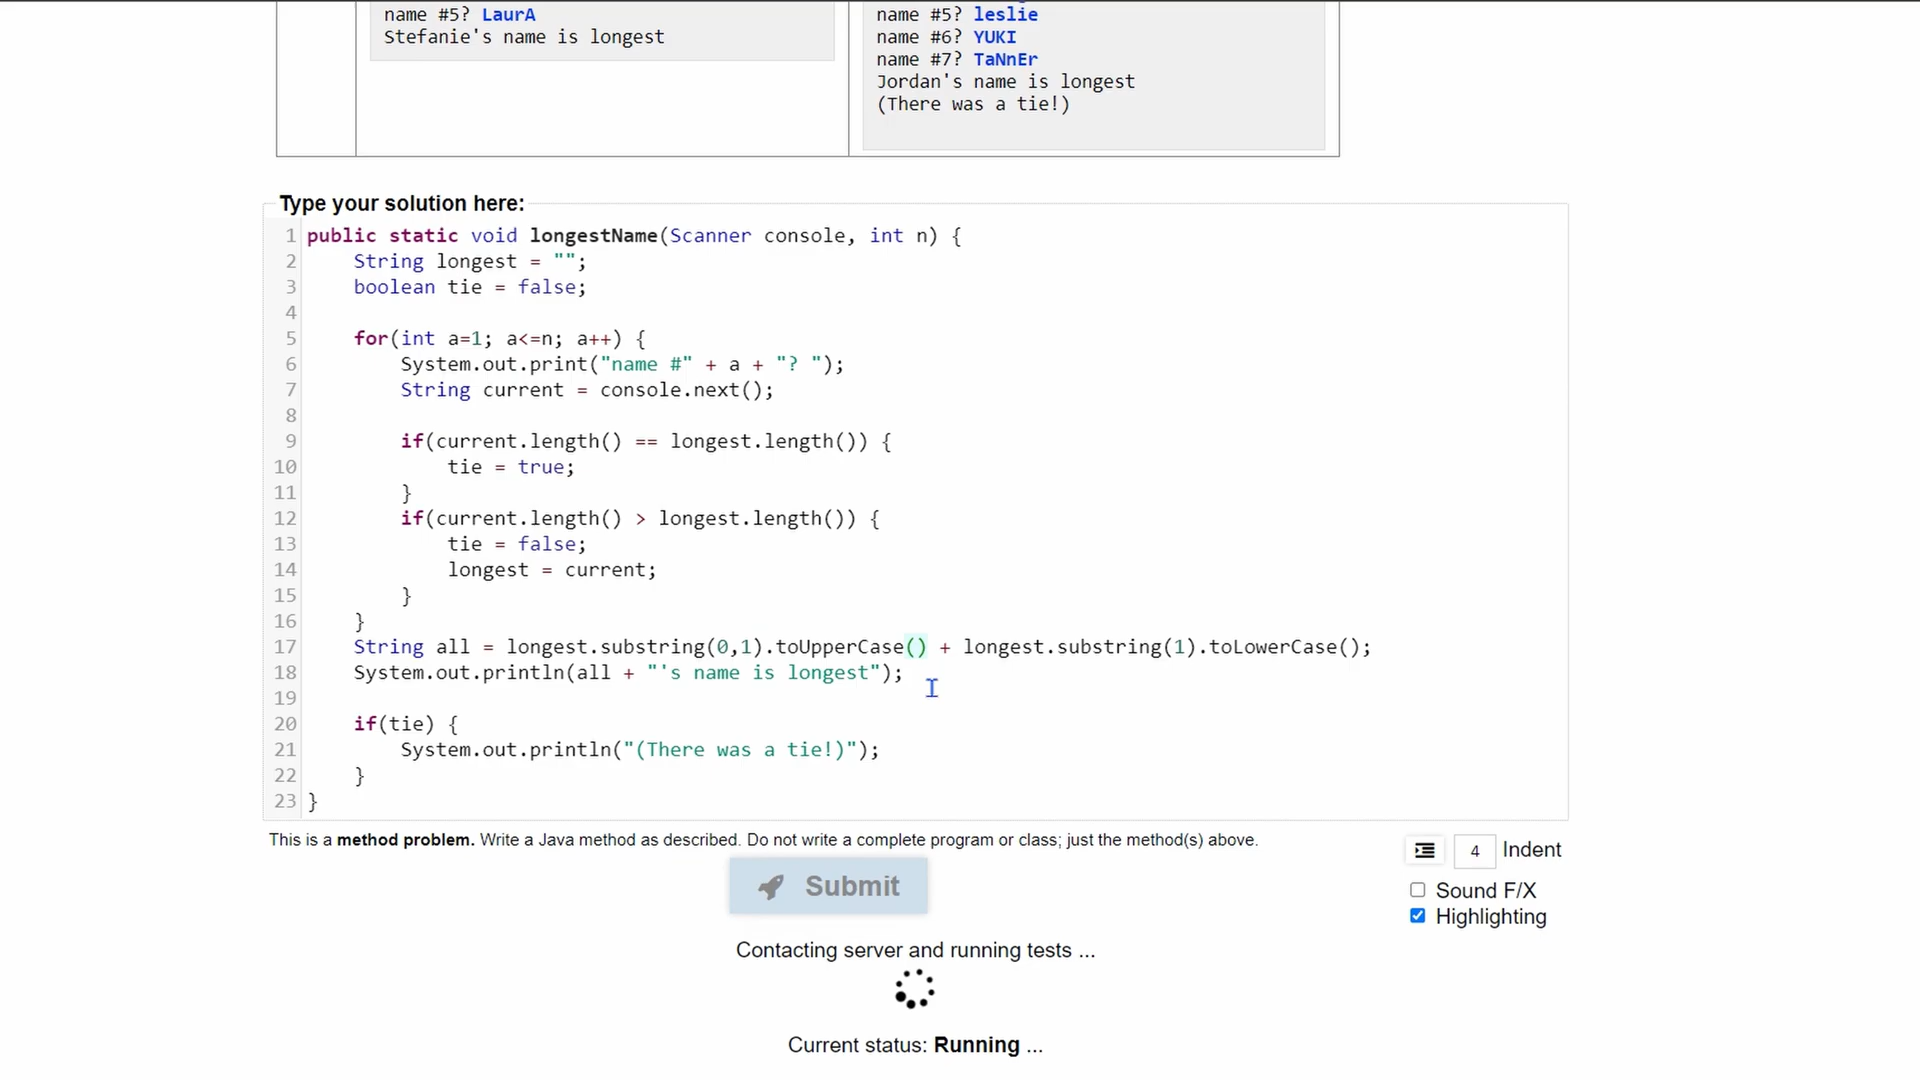 name #5? LaurA
Stefanie's name is longest
name #5? leslie
name #6? YUKI
name #7? TaNnEr
Jordan's name is longest
(There was a tie!)
Type your solution here:
1 public static void longestName(Scanner console, int n) {
2     String longest = "";
3     boolean tie = false;
4
5     for(int a=1; a<=n; a++) {
6         System.out.print("name #" + a + "? ");
7         String current = console.next();
8
9         if(current.length() == longest.length()) {
10             tie = true;
11         }
12         if(current.length() > longest.length()) {
13             tie = false;
14             longest = current;
15         }
16     }
17     String all = longest.substring(0,1).toUpperCase() + longest.substring(1).toLowerCase();
18     System.out.println(all + "'s name is longest");
19
20     if(tie) {
21         System.out.println("(There was a tie!)");
22     }
23 }
This is a method problem. Write a Java method as described. Do not write a complete program or class; just the method(s) above.
4 Indent
Submit
Sound F/X
Highlighting
Contacting server and running tests ...
Current status: Running ...